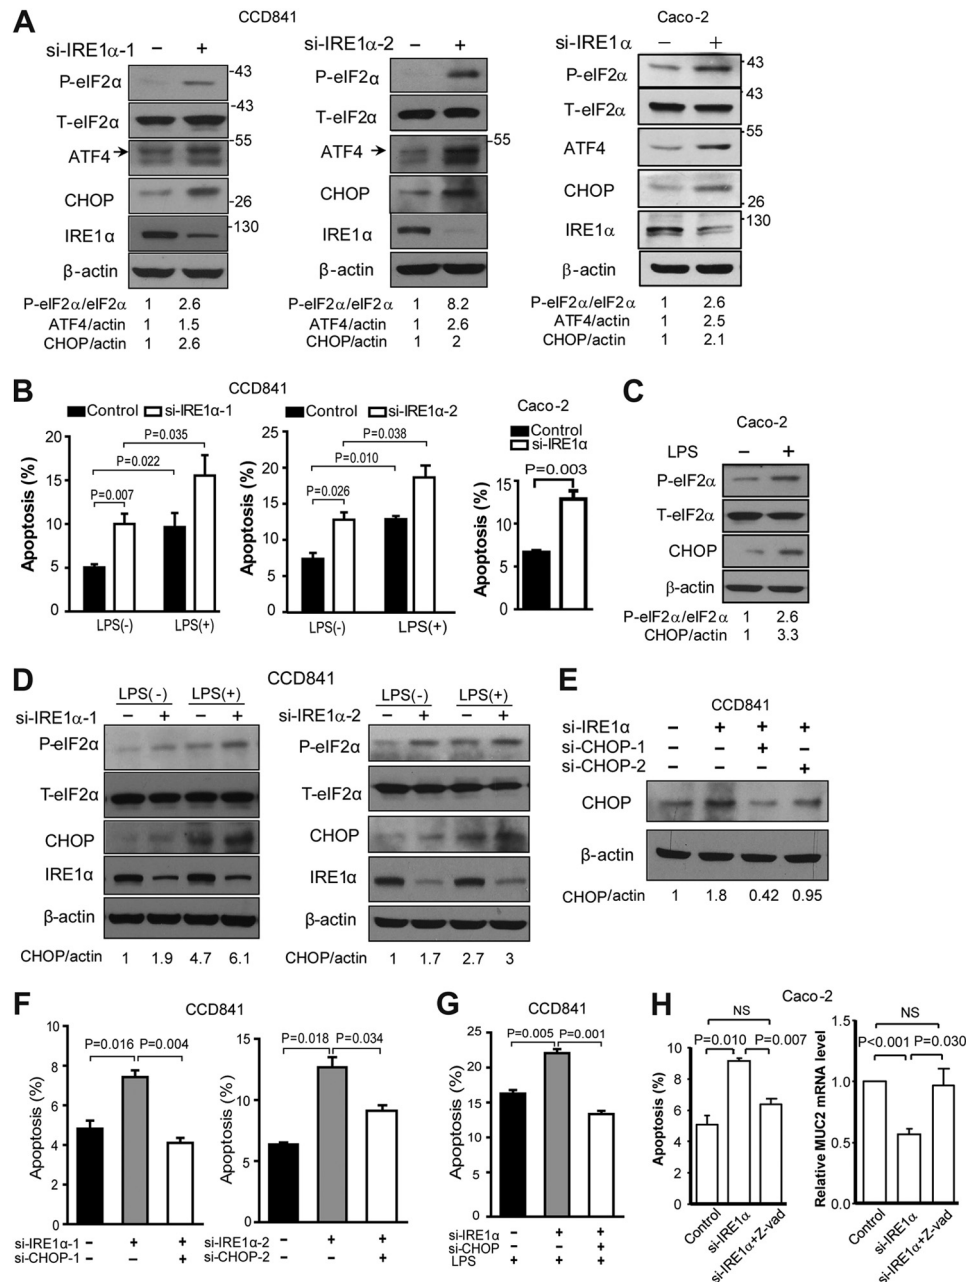 A
CCD841
Caco-2
si-IRE1α-1 – +
P-eIF2α -43
-43
T-eIF2α
-55
ATF4
CHOP
-26
-130
IRE1α
β-actin
P-eIF2α/eIF2α 1 2.6
ATF4/actin 1 1.5
CHOP/actin 1 2.6
si-IRE1α-2 – +
P-eIF2α
T-eIF2α
-55
ATF4
CHOP
IRE1α
β-actin
P-eIF2α/eIF2α 1 8.2
ATF4/actin 1 2.6
CHOP/actin 1 2
si-IRE1α – +
P-eIF2α 43
43
T-eIF2α
55
ATF4
CHOP
26
130
IRE1α
β-actin
P-eIF2α/eIF2α 1 2.6
ATF4/actin 1 2.5
CHOP/actin 1 2.1
B
CCD841
Control si-IRE1α-1
Apoptosis (%)
20
15
10
5
0
P=0.035
P=0.022
P=0.007
LPS(-) LPS(+)
Control si-IRE1α-2
Apoptosis (%)
25
20
15
10
5
0
P=0.038
P=0.010
P=0.026
LPS(-) LPS(+)
Caco-2
Control
si-IRE1α
P=0.003
Apoptosis (%)
15
10
5
0
C
Caco-2
LPS – +
P-eIF2α
T-eIF2α
CHOP
β-actin
P-eIF2α/eIF2α 1 2.6
CHOP/actin 1 3.3
D
CCD841
LPS(-) LPS(+)
si-IRE1α-1 – + – +
P-eIF2α
T-eIF2α
CHOP
IRE1α
β-actin
CHOP/actin 1 1.9 4.7 6.1
LPS(-) LPS(+)
si-IRE1α-2 – + – +
P-eIF2α
T-eIF2α
CHOP
IRE1α
β-actin
CHOP/actin 1 1.7 2.7 3
E
CCD841
si-IRE1α – + + +
si-CHOP-1 – – + –
si-CHOP-2 – – – +
CHOP
β-actin
CHOP/actin 1 1.8 0.42 0.95
F
CCD841
Apoptosis (%)
10
8
6
4
2
0
P=0.016 P=0.004
si-IRE1α-1 – + +
si-CHOP-1 – – +
Apoptosis (%)
15
10
5
0
P=0.018 P=0.034
si-IRE1α-2 – + +
si-CHOP-2 – – +
G
CCD841
Apoptosis (%)
25
20
15
10
5
0
P=0.005 P=0.001
si-IRE1α – + +
si-CHOP – – +
LPS + + +
H
Caco-2
NS
P=0.010 P=0.007
Apoptosis (%)
10
8
6
4
2
0
Control
si-IRE1α
si-IRE1α+Z-vad
NS
P<0.001 P=0.030
Relative MUC2 mRNA level
1.5
1.0
0.5
0.0
Control
si-IRE1α
si-IRE1α+Z-vad